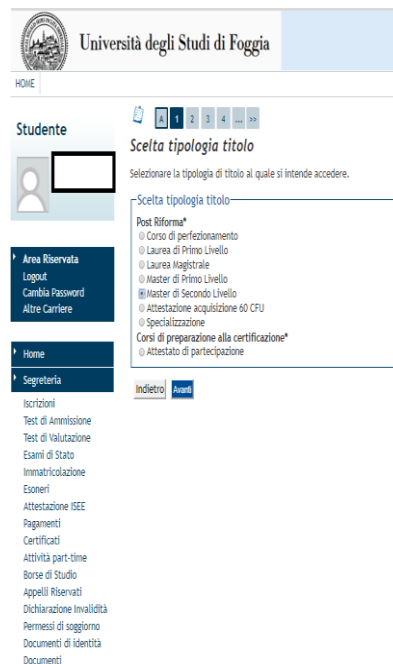 Università degli Studi di Foggia
HOME
Studente
Area Riservata
Logout
Cambia Password
Altre Carriere
Home
Segreteria
Iscrizioni
Test di Ammissione
Test di Valutazione
Esami di Stato
Immatricolazione
Esoneri
Attestazione ISEE
Pagamenti
Certificati
Attività part-time
Borse di Studio
Appelli Riservati
Dichiarazione Invalidità
Permessi di soggiorno
Documenti di identità
Documenti
A 1 2 3 4 ... >>
Scelta tipologia titolo
Selezionare la tipologia di titolo al quale si intende accedere.
Scelta tipologia titolo
Post Riforma*
Corso di perfezionamento
Laurea di Primo Livello
Laurea Magistrale
Master di Primo Livello
Master di Secondo Livello
Attestazione acquisizione 60 CFU
Specializzazione
Corsi di preparazione alla certificazione*
Attestato di partecipazione
Indietro Avanti